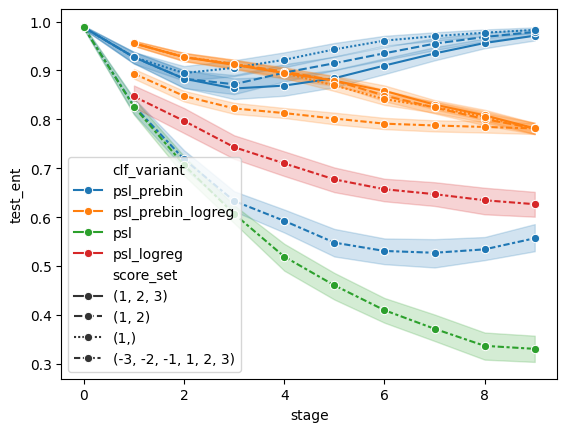 1.0
0.9
0.8
0.7
0.6
0.5
0.4
0.3
test_ent
clf_variant
psl_prebin
psl_prebin_logreg
psl
psl_logreg
score_set
(1, 2, 3)
(1, 2)
(1,)
(-3, -2, -1, 1, 2, 3)
0 2 4 6 8
stage